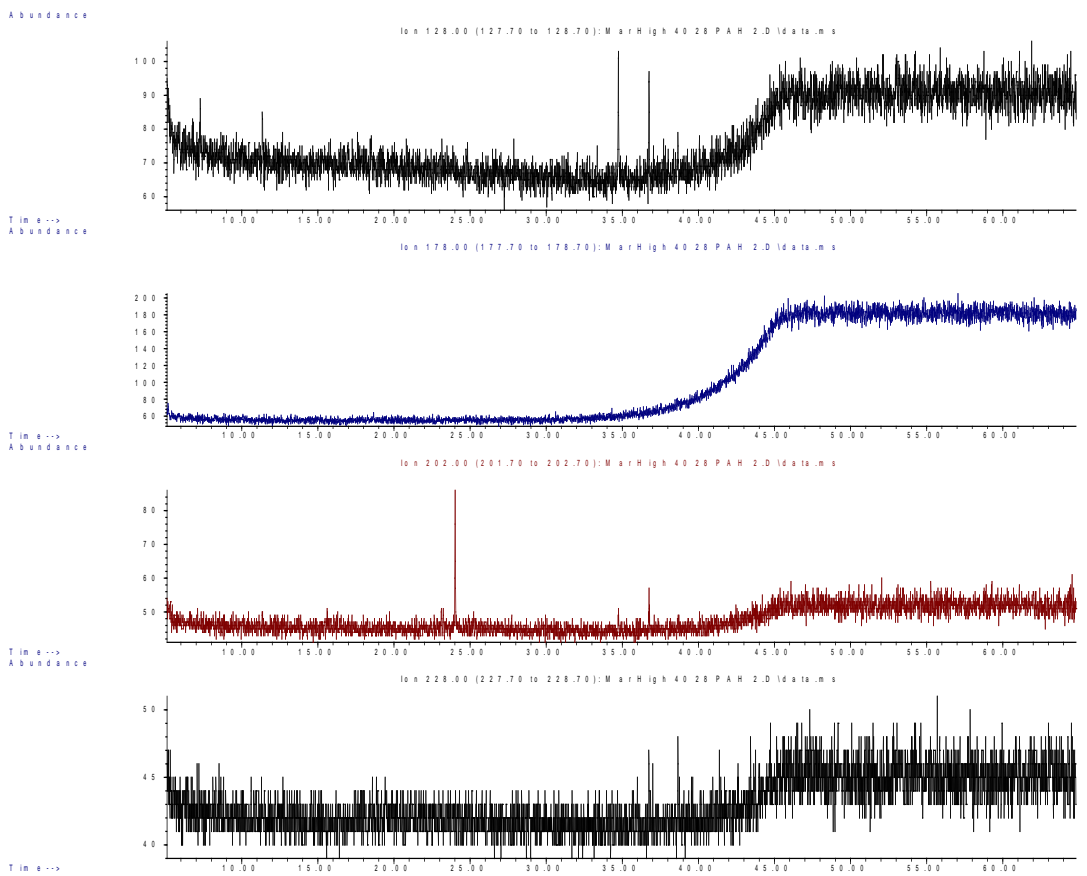 Abundance
Ion 128.00 (127.70 to 128.70): MarHigh 4028 PAH 2.D\data.ms
100
90
80
70
60
10.00 15.00 20.00 25.00 30.00 35.00 40.00 45.00 50.00 55.00 60.00
Time-->
Abundance
Ion 178.00 (177.70 to 178.70): MarHigh 4028 PAH 2.D\data.ms
200
180
160
140
120
100
80
60
10.00 15.00 20.00 25.00 30.00 35.00 40.00 45.00 50.00 55.00 60.00
Time-->
Abundance
Ion 202.00 (201.70 to 202.70): MarHigh 4028 PAH 2.D\data.ms
80
70
60
50
10.00 15.00 20.00 25.00 30.00 35.00 40.00 45.00 50.00 55.00 60.00
Time-->
Abundance
Ion 228.00 (227.70 to 228.70): MarHigh 4028 PAH 2.D\data.ms
50
45
40
10.00 15.00 20.00 25.00 30.00 35.00 40.00 45.00 50.00 55.00 60.00
Time-->